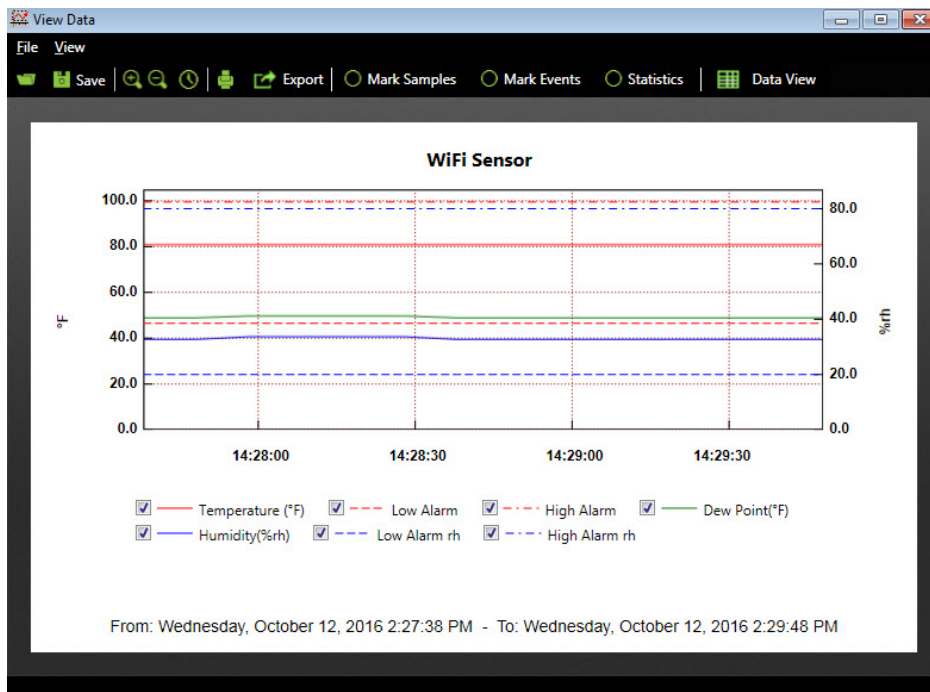 View Data
File View
Save Export Mark Samples Mark Events Statistics Data View
WiFi Sensor
100.0
80.0
80.0
60.0
60.0
°F
40.0
%rh
40.0
20.0
20.0
0.0
0.0
14:28:00 14:28:30 14:29:00 14:29:30
Temperature (°F) Low Alarm High Alarm Dew Point(°F)
Humidity(%rh) Low Alarm rh High Alarm rh
From: Wednesday, October 12, 2016 2:27:38 PM - To: Wednesday, October 12, 2016 2:29:48 PM